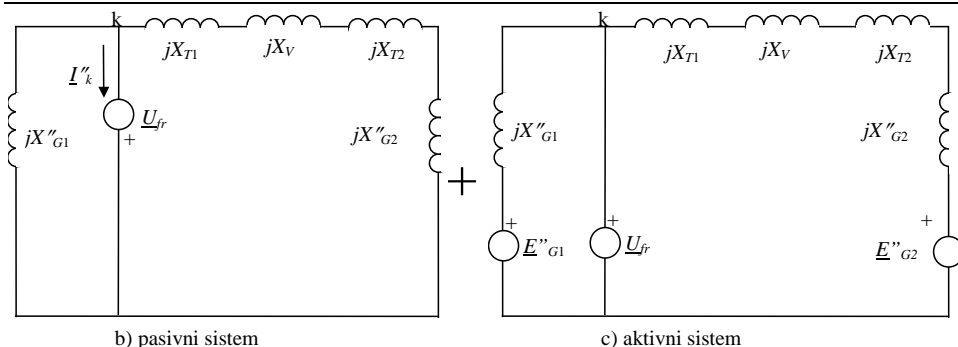 k
jX_T1
jX_V
jX_T2
I″_k
U_fr
+
jX″_G1
jX″_G2
+
k
jX_T1
jX_V
jX_T2
jX″_G1
jX″_G2
+
+
+
E”_G1
U_fr
E”_G2
b) pasivni sistem
c) aktivni sistem